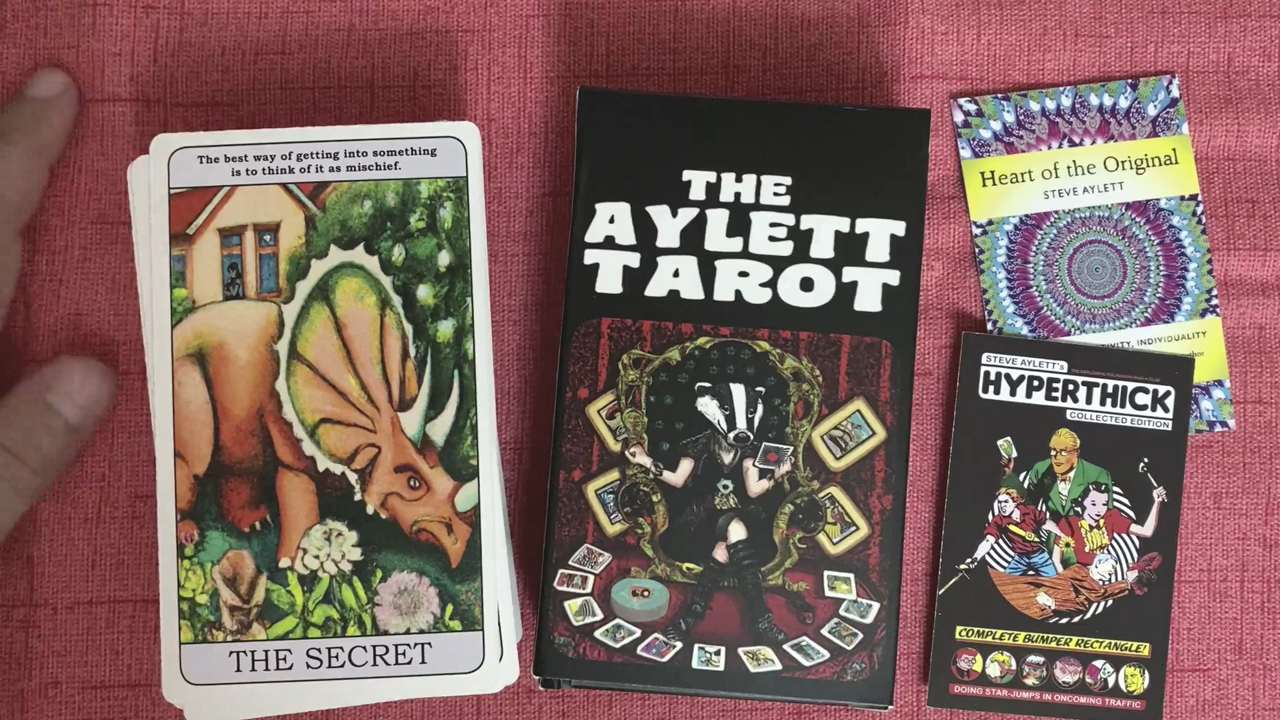 The best way of getting into something
is to think of it as mischief.
THE SECRET
THE
AYLETT
TAROT
Heart of the Original
STEVE AYLETT
TIVITY, INDIVIDUALITY
STEVE AYLETT'S
HYPERTHICK
COLLECTED EDITION
COMPLETE BUMPER RECTANGLE!
DOING STAR-JUMPS IN ONCOMING TRAFFIC